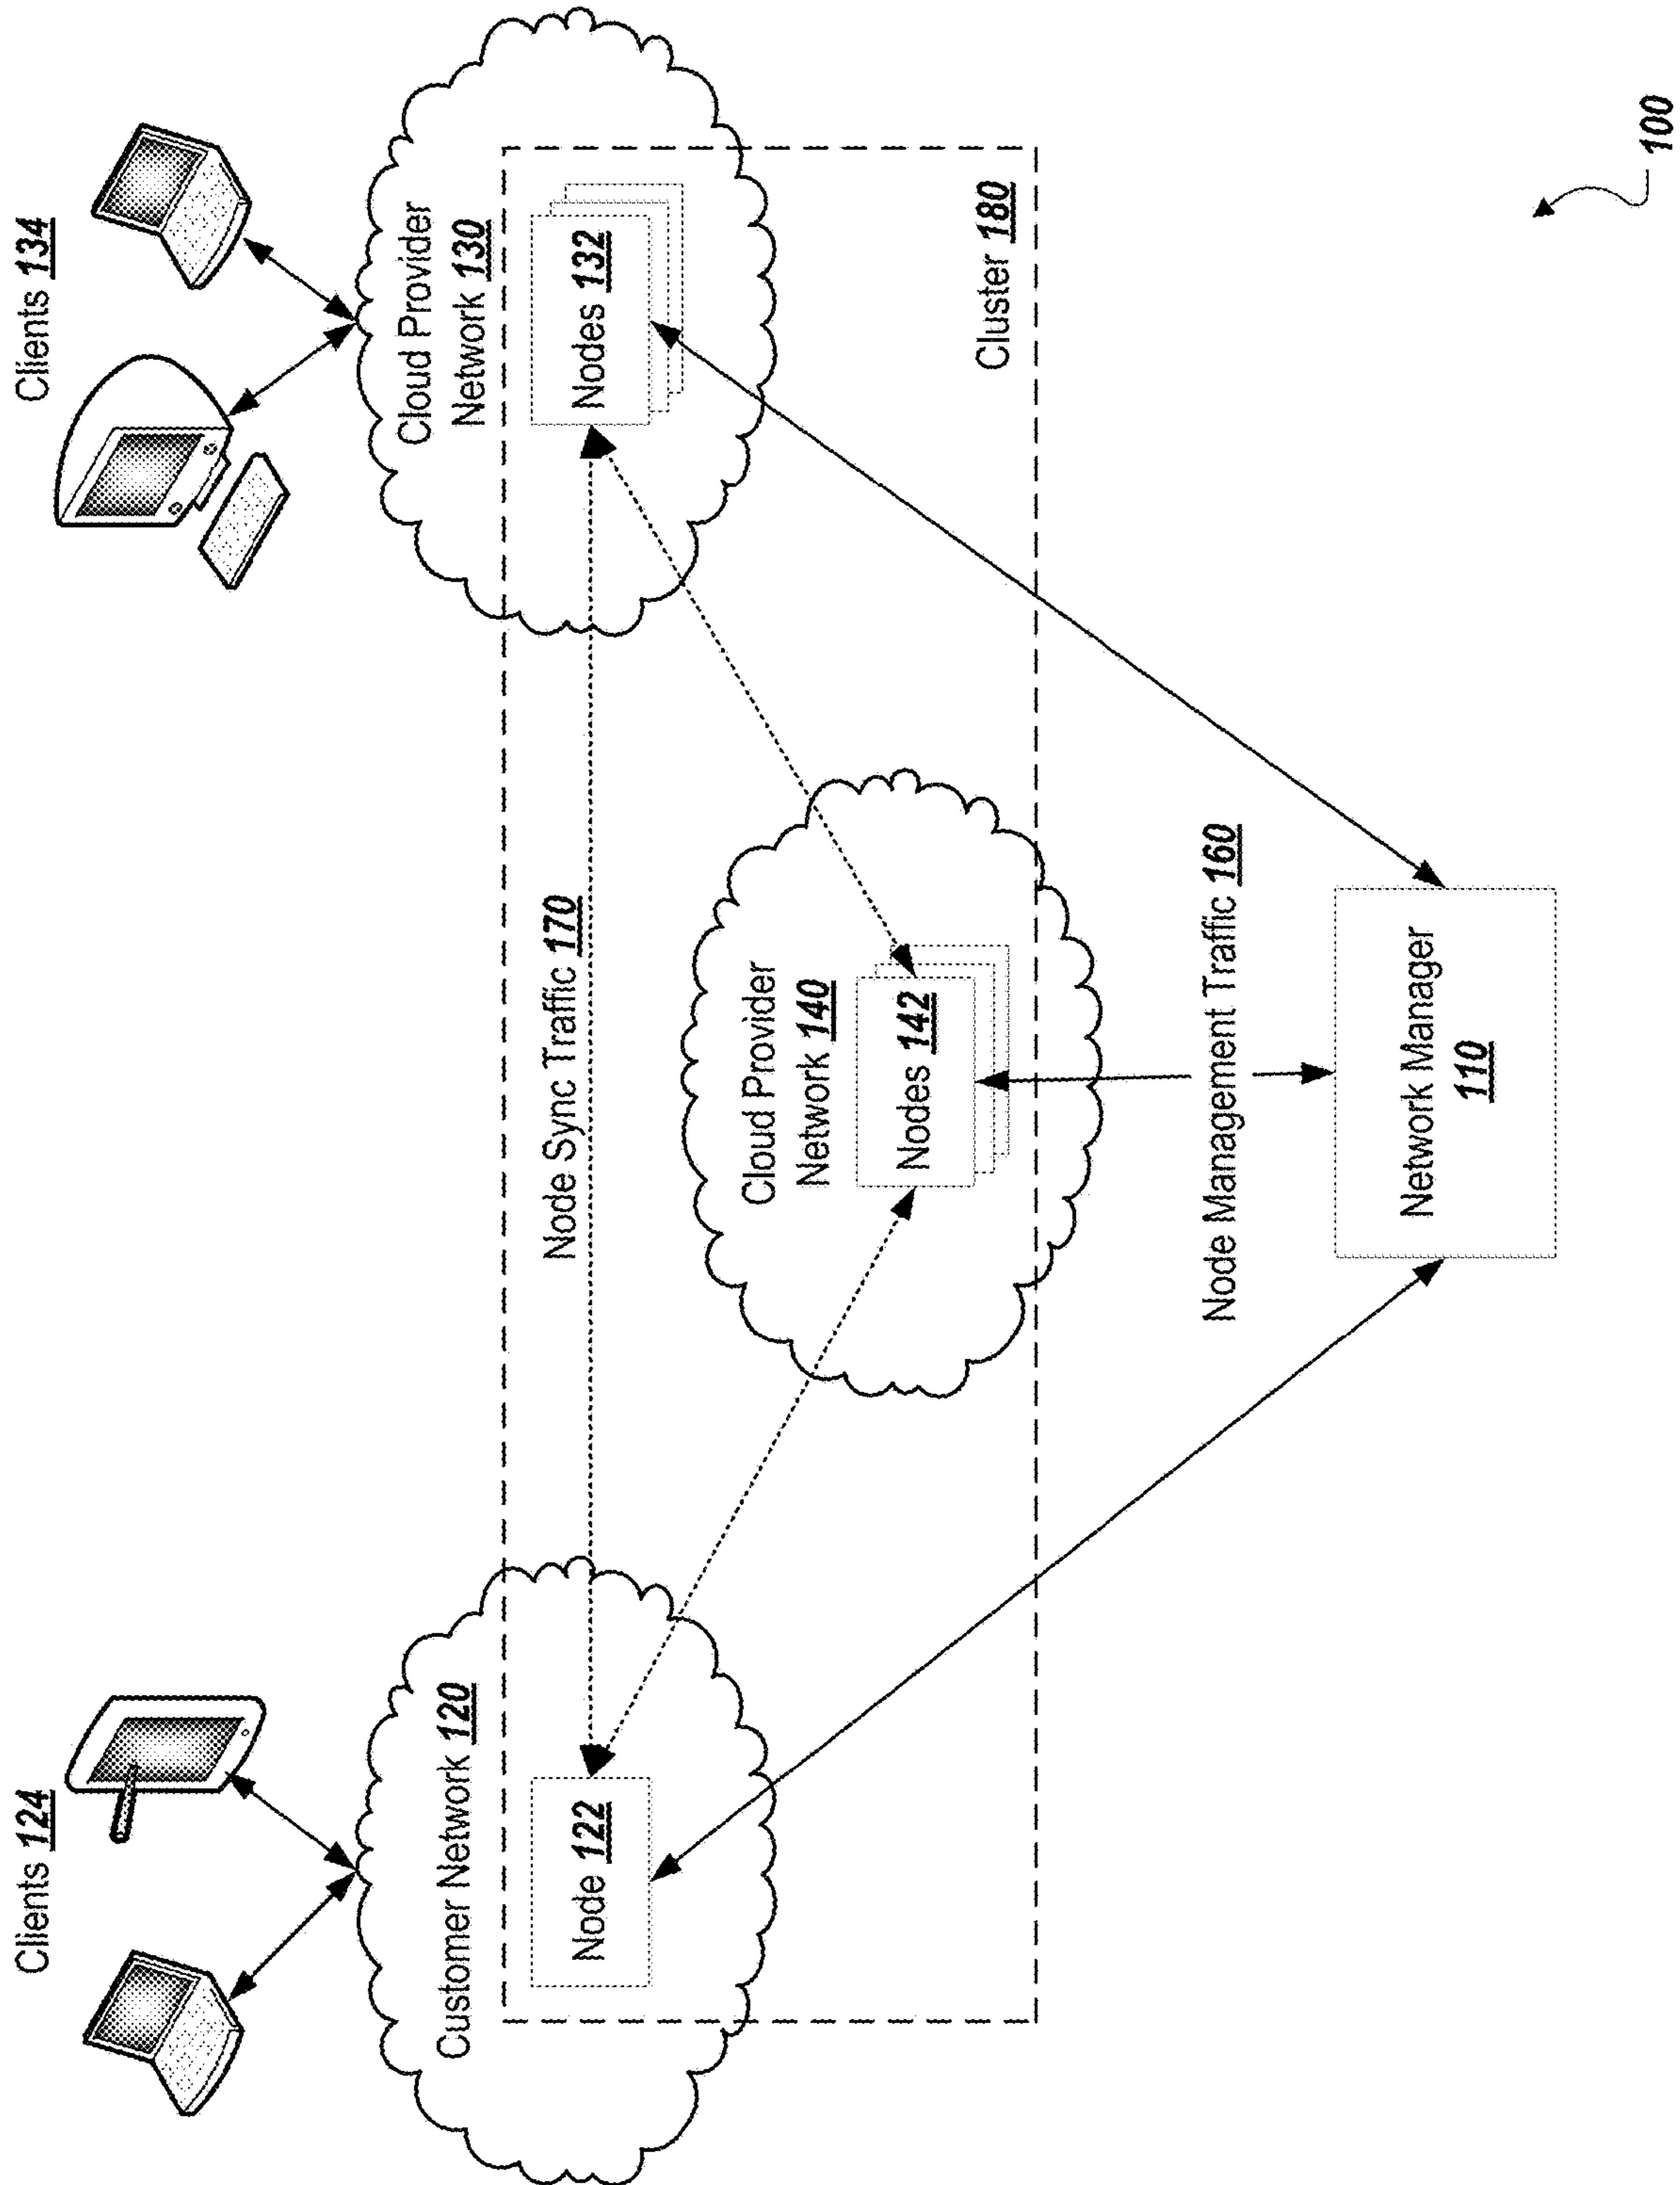 Clients 124
Clients 134
Customer Network 120
Node 122
Cloud Provider
Network 130
Nodes 132
Node Sync Traffic 170
Cloud Provider
Network 140
Nodes 142
Cluster 180
Node Management Traffic 160
Network Manager
110
100